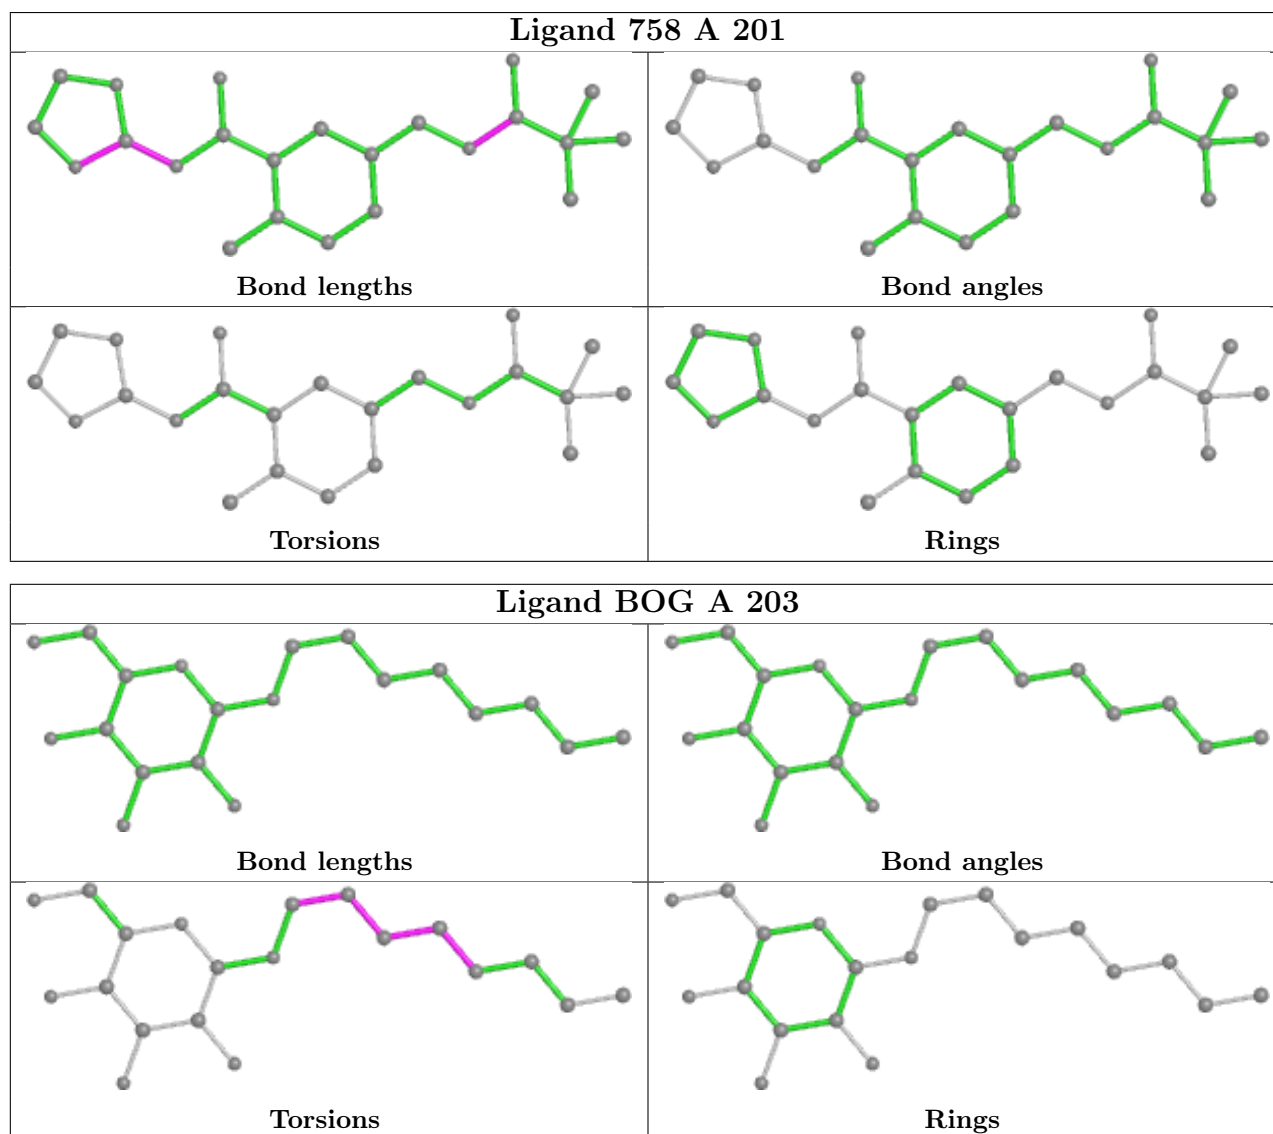 Ligand 758 A 201
Bond lengths
Bond angles
Torsions
Rings
Ligand BOG A 203
Bond lengths
Bond angles
Torsions
Rings